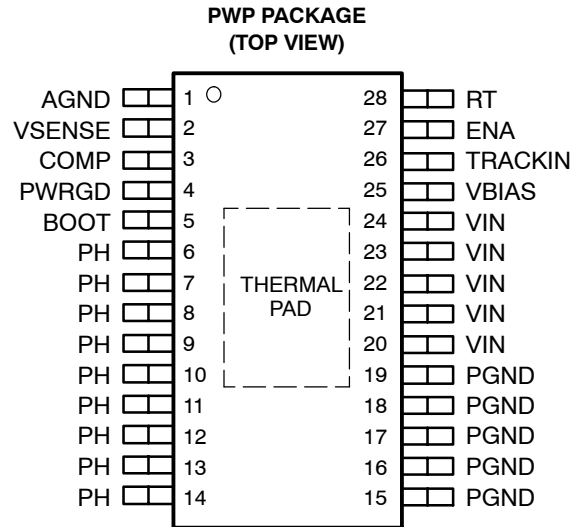 PWP PACKAGE
(TOP VIEW)
AGND 1 28 RT
VSENSE 2 27 ENA
COMP 3 26 TRACKIN
PWRGD 4 25 VBIAS
BOOT 5 24 VIN
PH 6 23 VIN
PH 7 22 VIN
PH 8 21 VIN
PH 9 20 VIN
PH 10 19 PGND
PH 11 18 PGND
PH 12 17 PGND
PH 13 16 PGND
PH 14 15 PGND
THERMAL
PAD